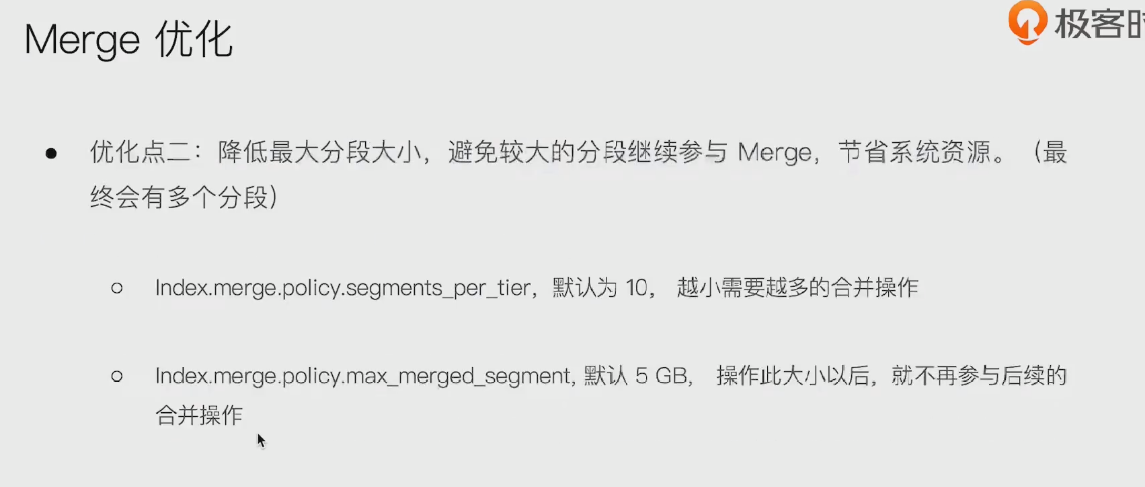 Merge 优化
极客时
● 优化点二：降低最大分段大小，避免较大的分段继续参与 Merge，节省系统资源。（最
终会有多个分段）
○ Index.merge.policy.segments_per_tier，默认为 10， 越小需要越多的合并操作
○ Index.merge.policy.max_merged_segment, 默认 5 GB， 操作此大小以后，就不再参与后续的
合并操作